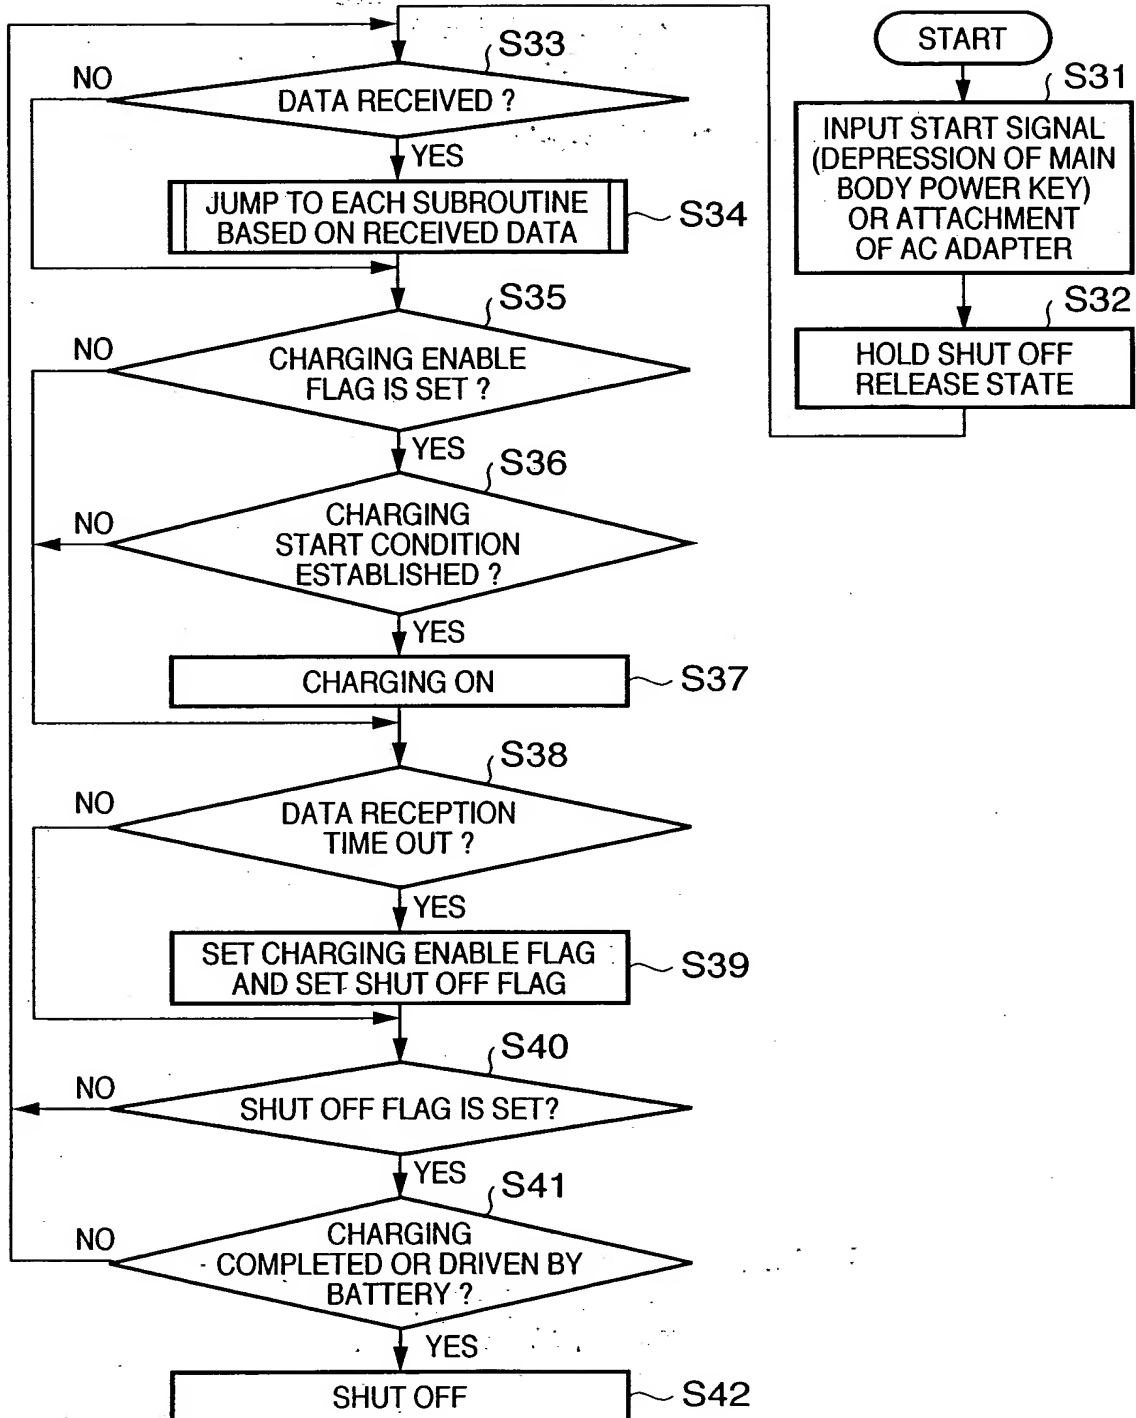 START
S31
INPUT START SIGNAL
(DEPRESSION OF MAIN
BODY POWER KEY)
OR ATTACHMENT
OF AC ADAPTER
S32
HOLD SHUT OFF
RELEASE STATE
S33
NO
DATA RECEIVED ?
YES
JUMP TO EACH SUBROUTINE
BASED ON RECEIVED DATA
S34
S35
NO
CHARGING ENABLE
FLAG IS SET ?
YES
S36
NO
CHARGING
START CONDITION
ESTABLISHED ?
YES
CHARGING ON
S37
S38
NO
DATA RECEPTION
TIME OUT ?
YES
SET CHARGING ENABLE FLAG
AND SET SHUT OFF FLAG
S39
S40
NO
SHUT OFF FLAG IS SET?
YES
S41
NO
CHARGING
COMPLETED OR DRIVEN BY
BATTERY ?
YES
SHUT OFF
S42